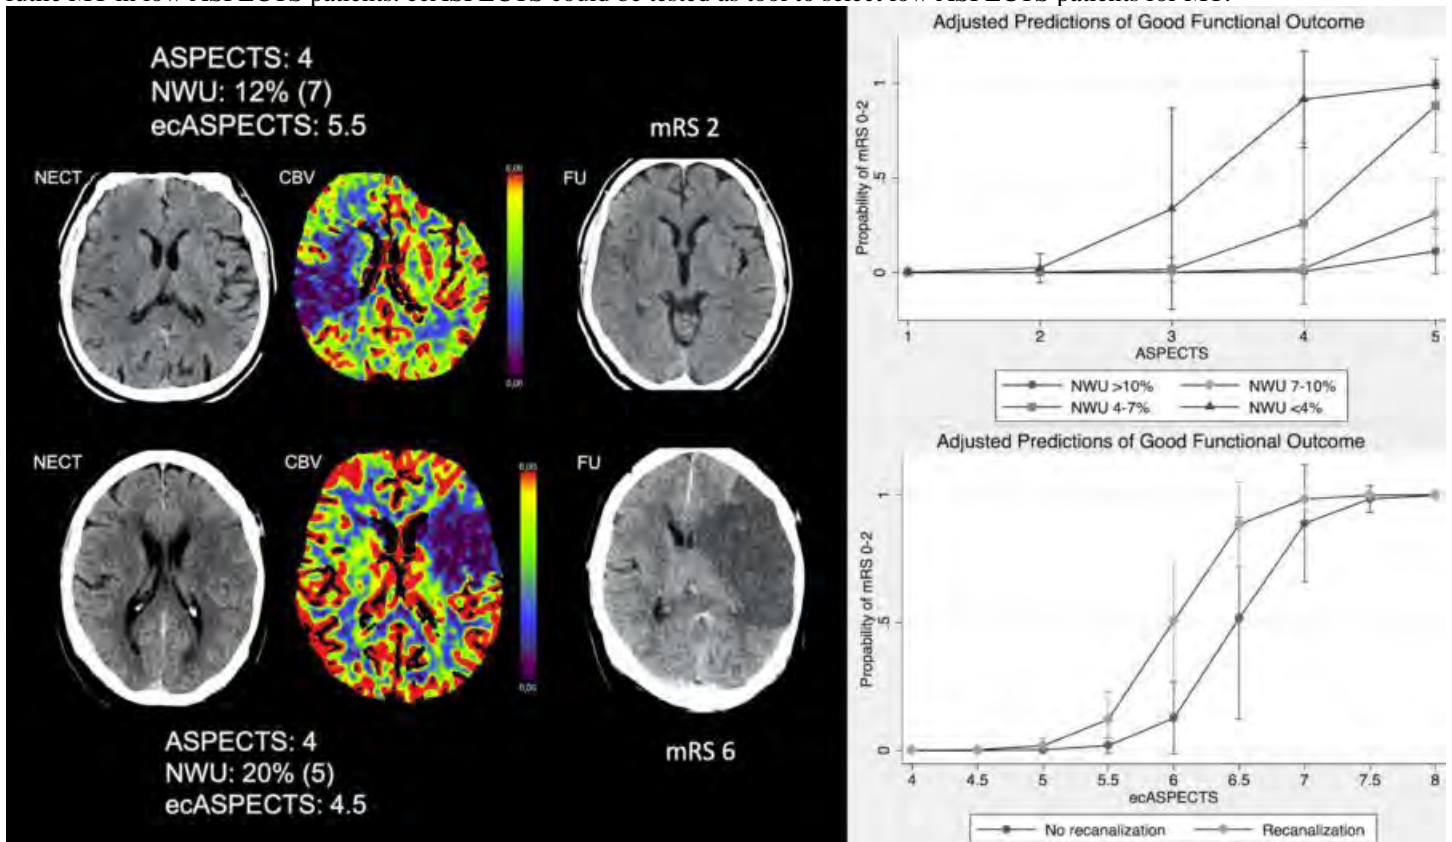 ASPECTS: 4
NWU: 12% (7)
ecASPECTS: 5.5
mRS 2
NECT
CBV
FU
NECT
CBV
FU
ASPECTS: 4
NWU: 20% (5)
ecASPECTS: 4.5
mRS 6
Adjusted Predictions of Good Functional Outcome
Propability of mRS 0-2
1
.5
0
1 2 3 4 5
ASPECTS
NWU >10% NWU 7-10%
NWU 4-7% NWU <4%
Adjusted Predictions of Good Functional Outcome
Propability of mRS 0-2
1
.5
0
4 4.5 5 5.5 6 6.5 7 7.5 8
ecASPECTS
No recanalization Recanalization